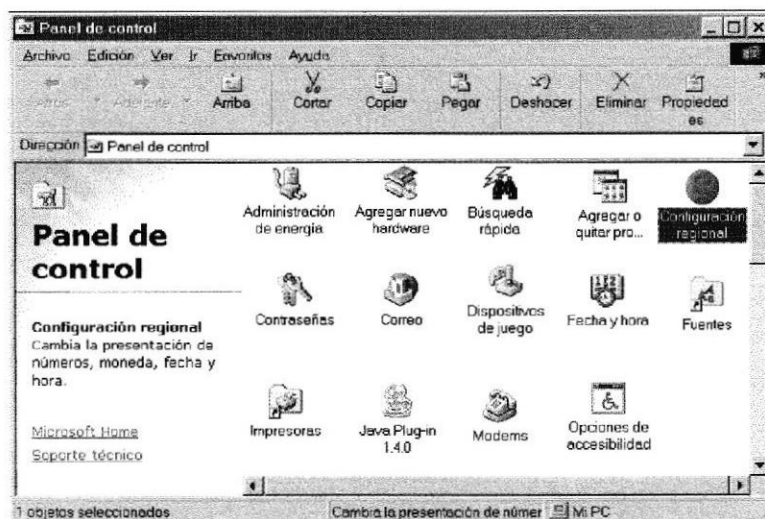 Panel de control
Archivo Edición Ver Ir Favoritos Ayuda
Atrás Adelante Arriba Cortar Copiar Pegar Deshacer Eliminar Propiedad
es
Dirección Panel de control
Administración de energía
Agregar nuevo hardware
Búsqueda rápida
Agregar o quitar pro...
Configuración regional
Panel de
control
Configuración regional
Cambia la presentación de
números, moneda, fecha y
hora.
Microsoft Home
Soporte técnico
Contraseñas
Correo
Dispositivos de juego
Fecha y hora
Fuentes
Impresoras
Java Plug-in 1.4.0
Modems
Opciones de accesibilidad
1 objetos seleccionados Cambia la presentación de númer Mi PC